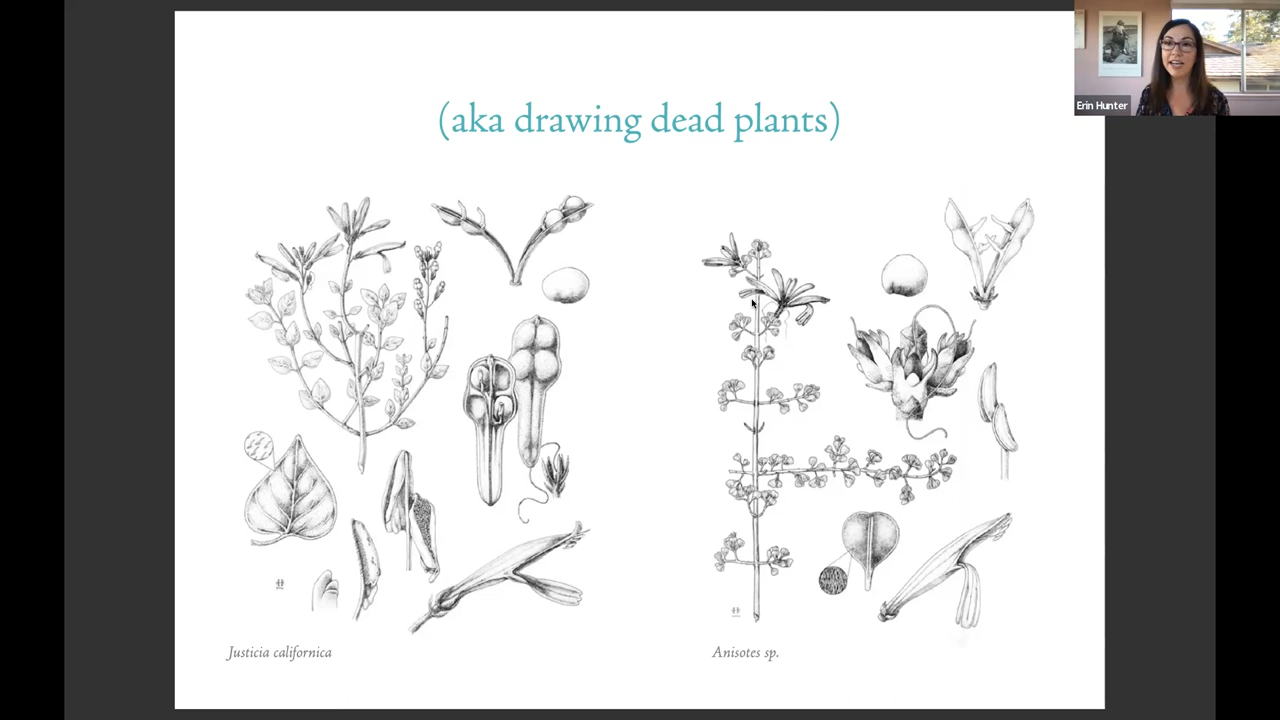 (aka drawing dead plants)
Erin Hunter
Justicia californica
Anisotes sp.